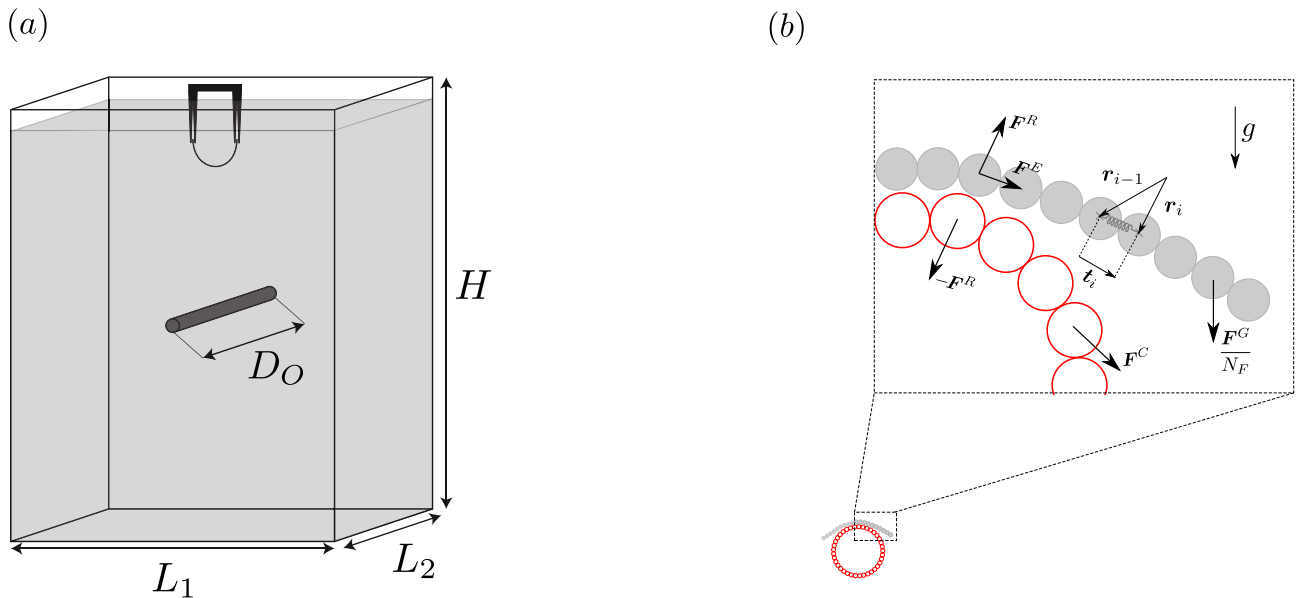 (a)
H
D_O
L_1
L_2
(b)
F^R
F^E
g
r_{i-1}
r_i
-F^R
t_i
F^C
F^G
N_F